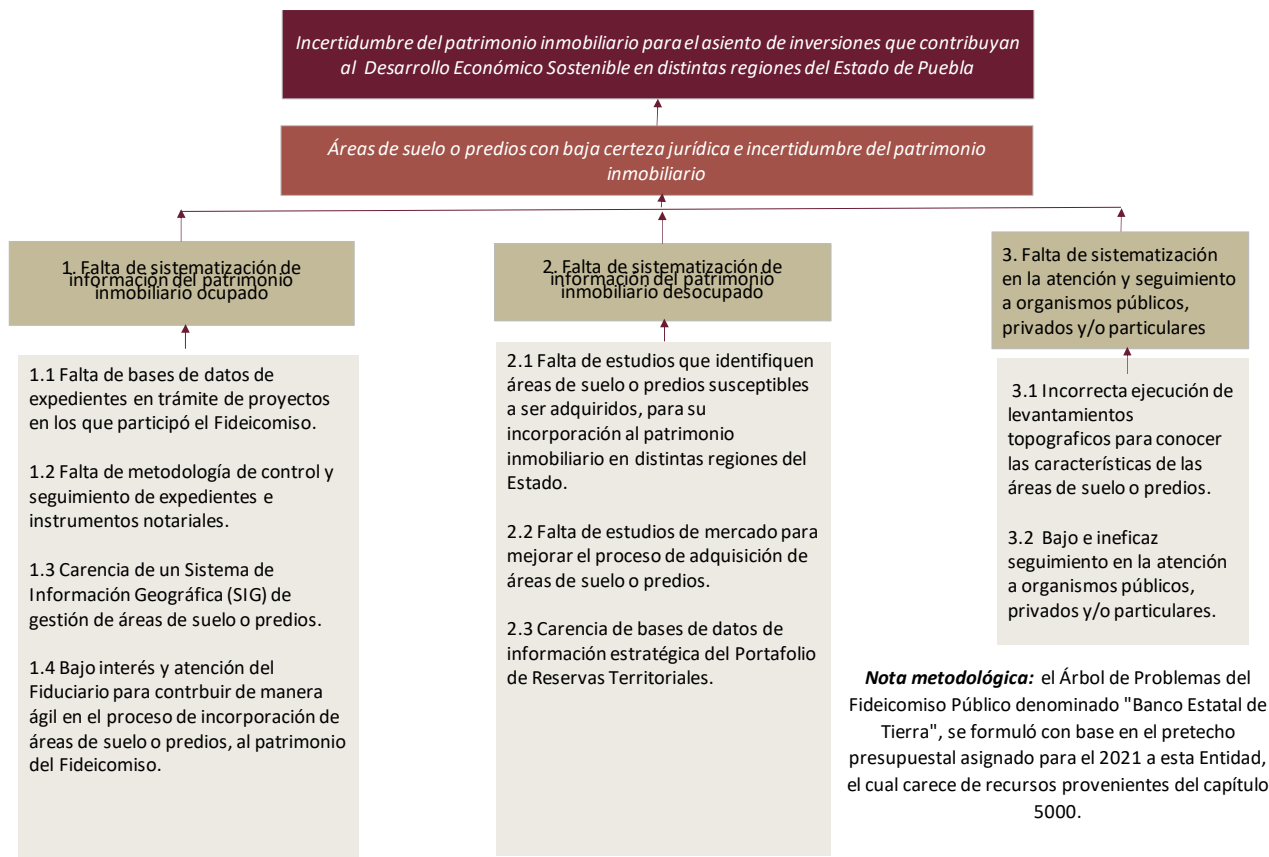 Incertidumbre del patrimonio inmobiliario para el asiento de inversiones que contribuyan
al Desarrollo Económico Sostenible en distintas regiones del Estado de Puebla
Áreas de suelo o predios con baja certeza jurídica e incertidumbre del patrimonio
inmobiliario
1. Falta de sistematización de
información del patrimonio
inmobiliario ocupado
1.1 Falta de bases de datos de
expedientes en trámite de proyectos
en los que participó el Fideicomiso.
1.2 Falta de metodología de control y
seguimiento de expedientes e
instrumentos notariales.
1.3 Carencia de un Sistema de
Información Geográfica (SIG) de
gestión de áreas de suelo o predios.
1.4 Bajo interés y atención del
Fiduciario para contrbuir de manera
ágil en el proceso de incorporación de
áreas de suelo o predios, al patrimonio
del Fideicomiso.
2. Falta de sistematización de
información del patrimonio
inmobiliario desocupado
2.1 Falta de estudios que identifiquen
áreas de suelo o predios susceptibles
a ser adquiridos, para su
incorporación al patrimonio
inmobiliario en distintas regiones del
Estado.
2.2 Falta de estudios de mercado para
mejorar el proceso de adquisición de
áreas de suelo o predios.
2.3 Carencia de bases de datos de
información estratégica del Portafolio
de Reservas Territoriales.
3. Falta de sistematización
en la atención y seguimiento
a organismos públicos,
privados y/o particulares
3.1 Incorrecta ejecución de
levantamientos
topograficos para conocer
las características de las
áreas de suelo o predios.
3.2 Bajo e ineficaz
seguimiento en la atención
a organismos públicos,
privados y/o particulares.
Nota metodológica: el Árbol de Problemas del
Fideicomiso Público denominado "Banco Estatal de
Tierra", se formuló con base en el pretecho
presupuestal asignado para el 2021 a esta Entidad,
el cual carece de recursos provenientes del capítulo
5000.